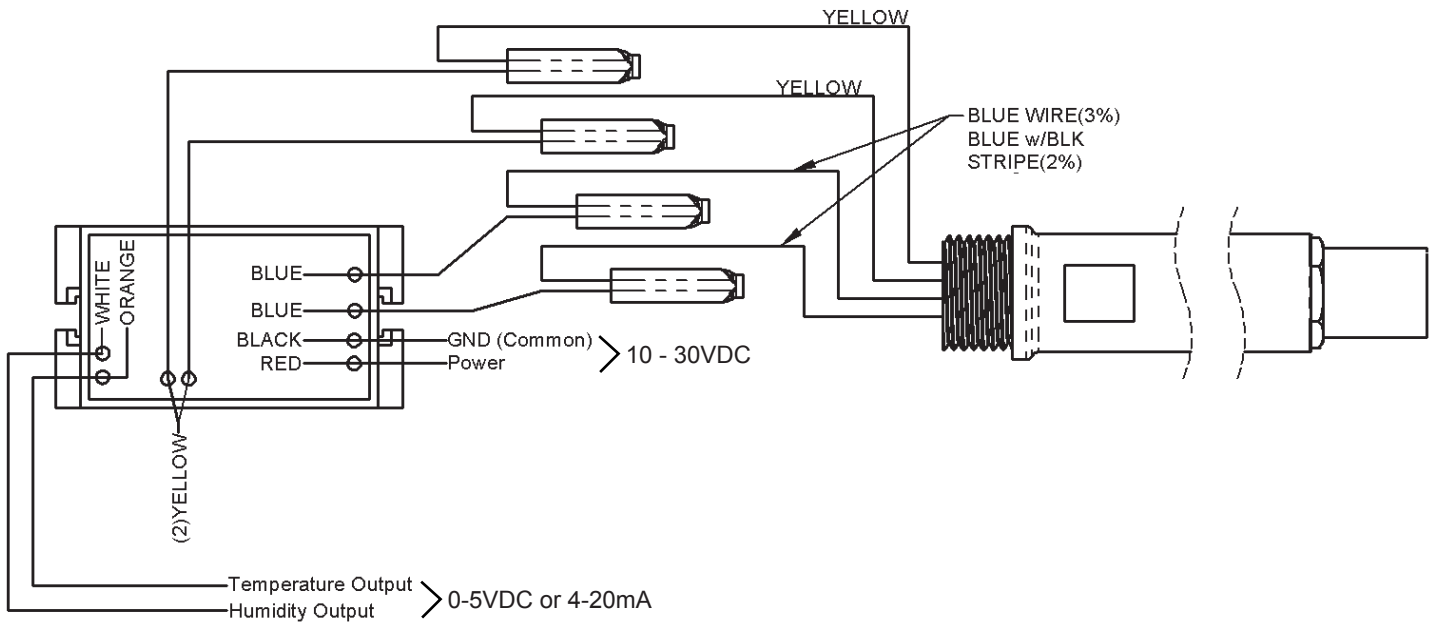 YELLOW
YELLOW
BLUE WIRE(3%)
BLUE w/BLK
STRIPE(2%)
WHITE
ORANGE
BLUE
BLUE
BLACK
GND (Common)
RED
Power
10 - 30VDC
(2)YELLOW
Temperature Output
Humidity Output
0-5VDC or 4-20mA